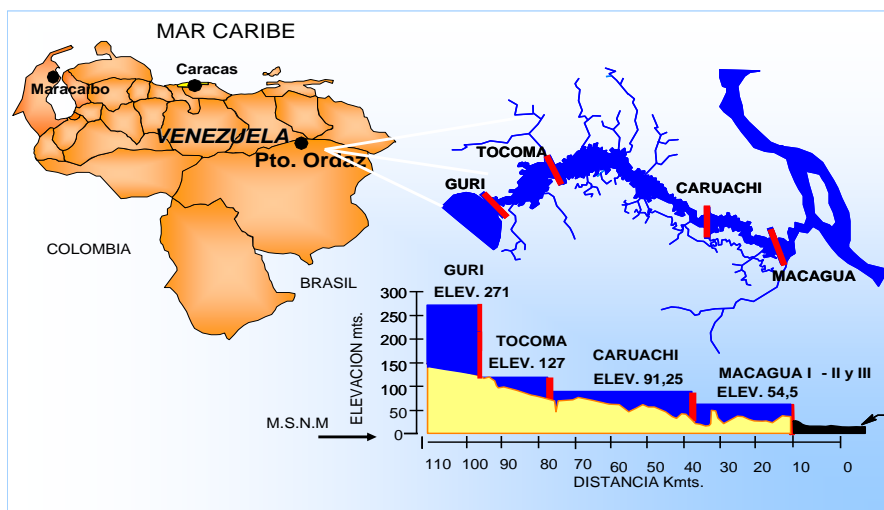 MAR CARIBE
Caracas
Maracaibo
VENEZUELA
Pto. Ordaz
COLOMBIA
BRASIL
TOCOMA
GURI
CARUACHI
MACAGUA
GURI
ELEV. 271
TOCOMA
ELEV. 127
CARUACHI
ELEV. 91,25
MACAGUA I - II y III
ELEV. 54,5
ELEVACION mts.
300
250
200
150
100
50
0
M.S.N.M
110 100 90 80 70 60 50 40 30 20 10 0
DISTANCIA Kmts.